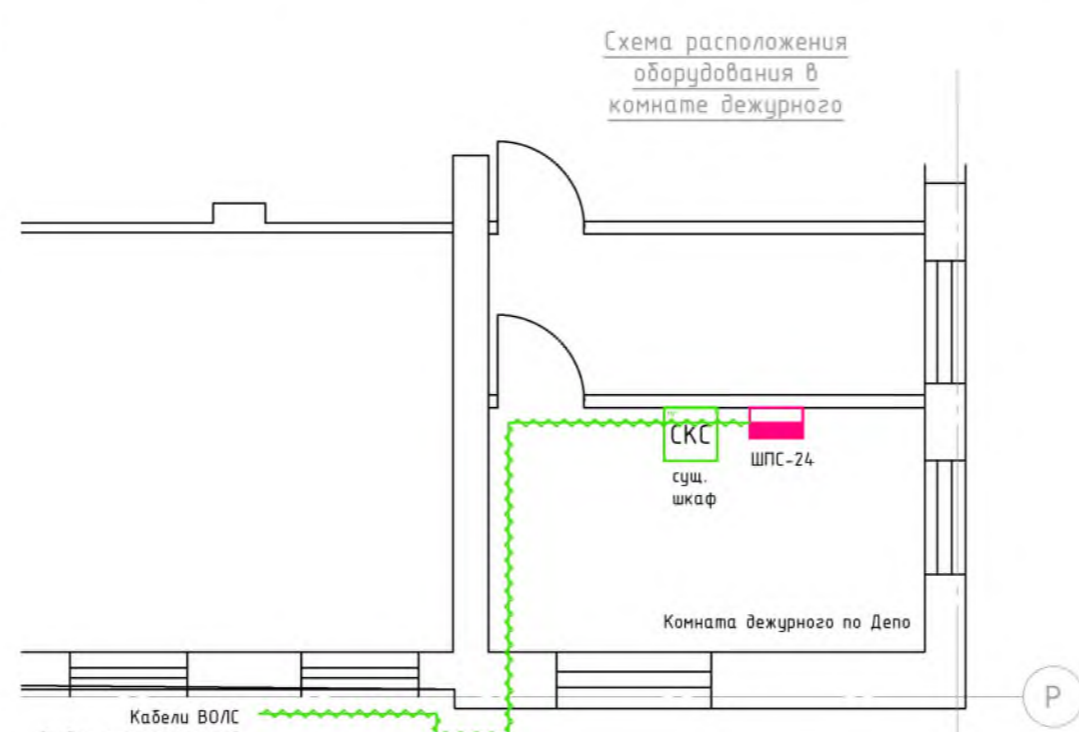 Схема расположения
оборудования в
комнате дежурного
СКС
ШПС-24
сущ.
шкаф
Комната дежурного по Депо
Р
Кабели ВОЛС